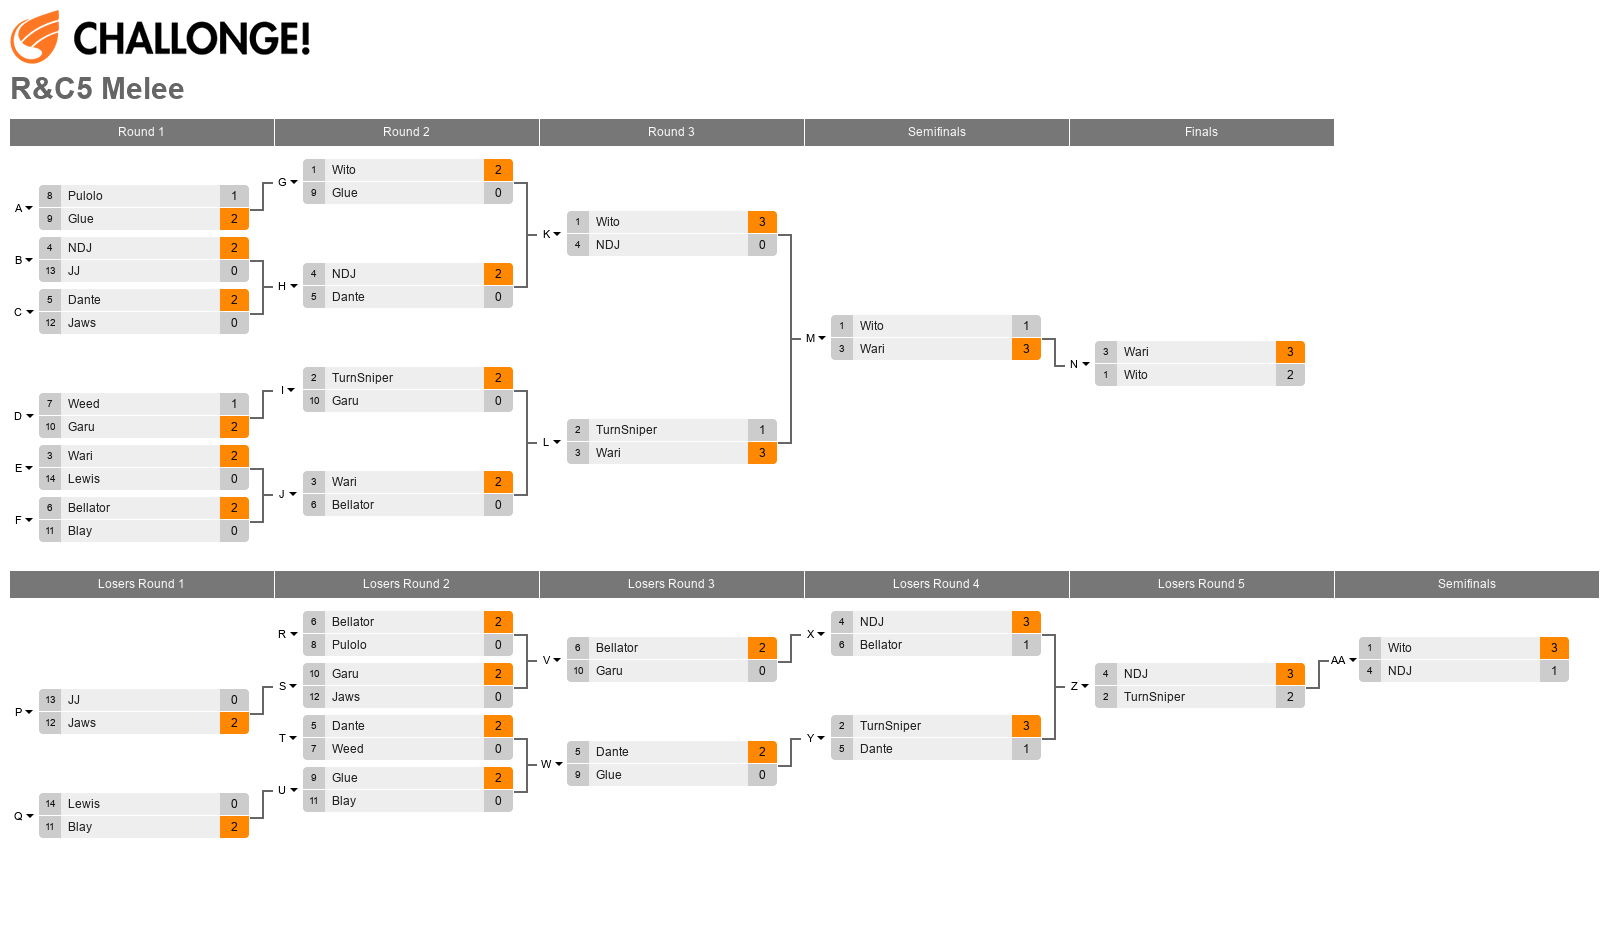 CHALLONGE!
R&C5 Melee
Round 1 Round 2 Round 3 Semifinals Finals
A
8 Pulolo 1
9 Glue 2
B
4 NDJ 2
13 JJ 0
C
5 Dante 2
12 Jaws 0
D
7 Weed 1
10 Garu 2
E
3 Wari 2
14 Lewis 0
F
6 Bellator 2
11 Blay 0
G
1 Wito 2
9 Glue 0
H
4 NDJ 2
5 Dante 0
I
2 TurnSniper 2
10 Garu 0
J
3 Wari 2
6 Bellator 0
K
1 Wito 3
4 NDJ 0
L
2 TurnSniper 1
3 Wari 3
M
1 Wito 1
3 Wari 3
N
3 Wari 3
1 Wito 2
Losers Round 1 Losers Round 2 Losers Round 3 Losers Round 4 Losers Round 5 Semifinals
P
13 JJ 0
12 Jaws 2
Q
14 Lewis 0
11 Blay 2
R
6 Bellator 2
8 Pulolo 0
S
10 Garu 2
12 Jaws 0
T
5 Dante 2
7 Weed 0
U
9 Glue 2
11 Blay 0
V
6 Bellator 2
10 Garu 0
W
5 Dante 2
9 Glue 0
X
4 NDJ 3
6 Bellator 1
Y
2 TurnSniper 3
5 Dante 1
Z
4 NDJ 3
2 TurnSniper 2
AA
1 Wito 3
4 NDJ 1